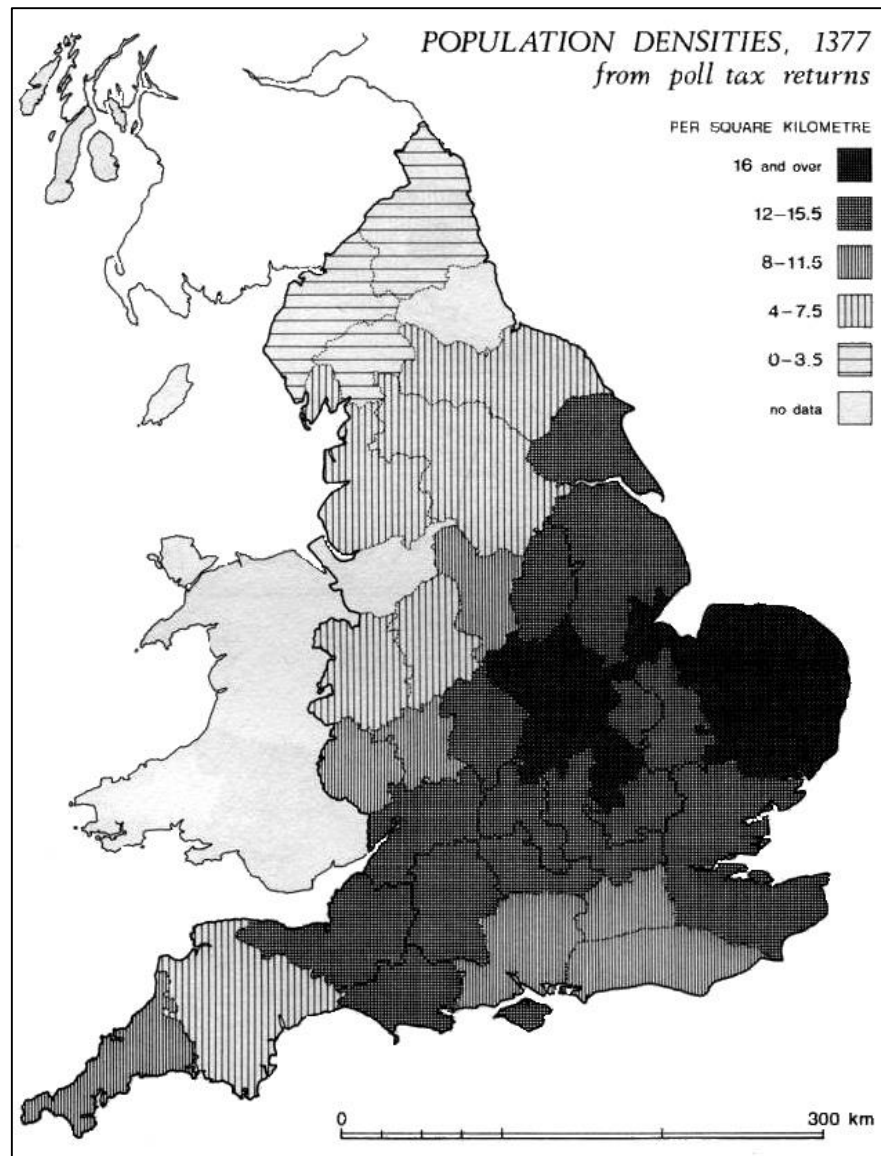 POPULATION DENSITIES, 1377
from poll tax returns
PER SQUARE KILOMETRE
16 and over
12–15.5
8–11.5
4–7.5
0–3.5
no data
0
300 km